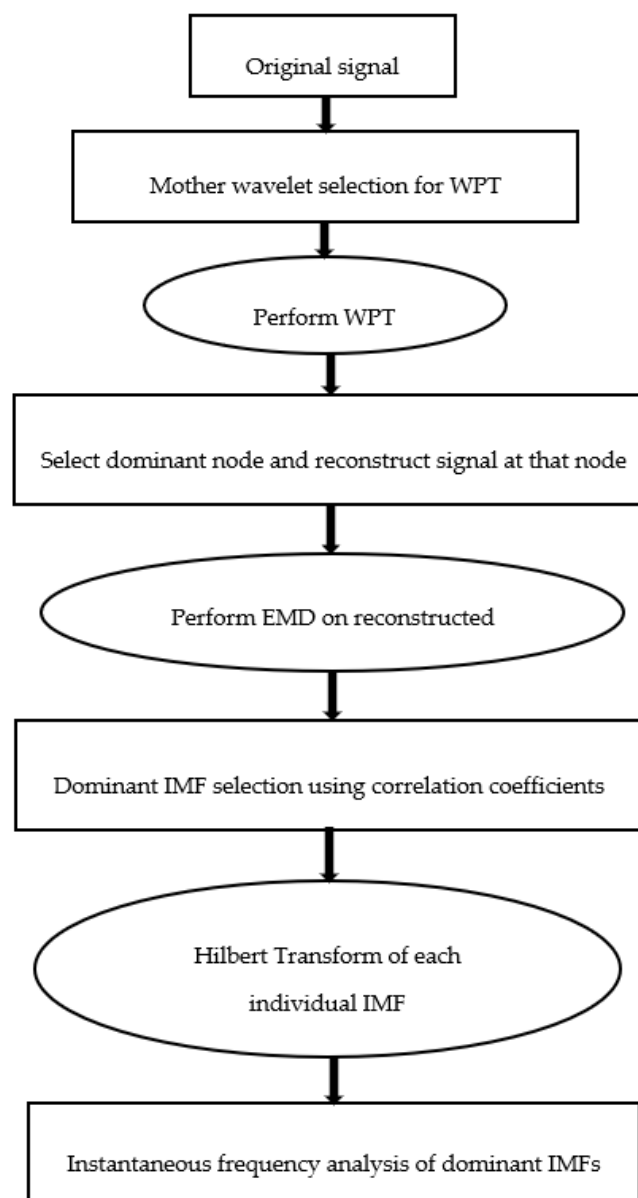 Original signal
Mother wavelet selection for WPT
Perform WPT
Select dominant node and reconstruct signal at that node
Perform EMD on reconstructed
Dominant IMF selection using correlation coefficients
Hilbert Transform of each
individual IMF
Instantaneous frequency analysis of dominant IMFs